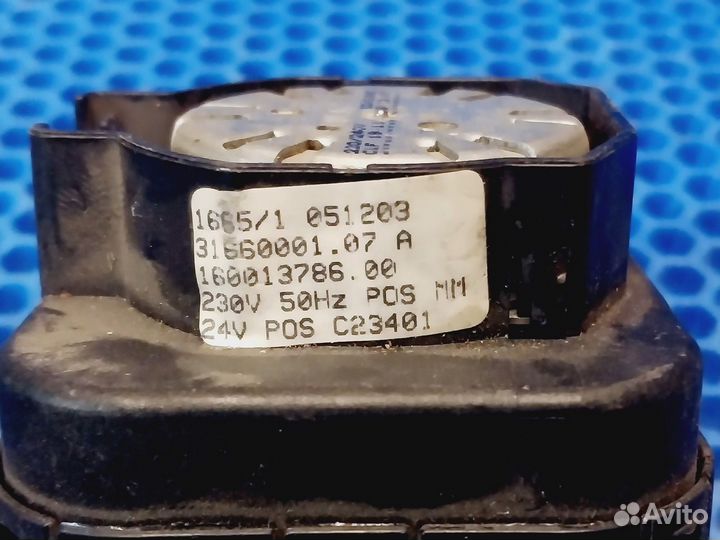 1665/1 051203
31660001.07 A
160013786.00
230V 50Hz POS MM
24V POS C23401
Avito